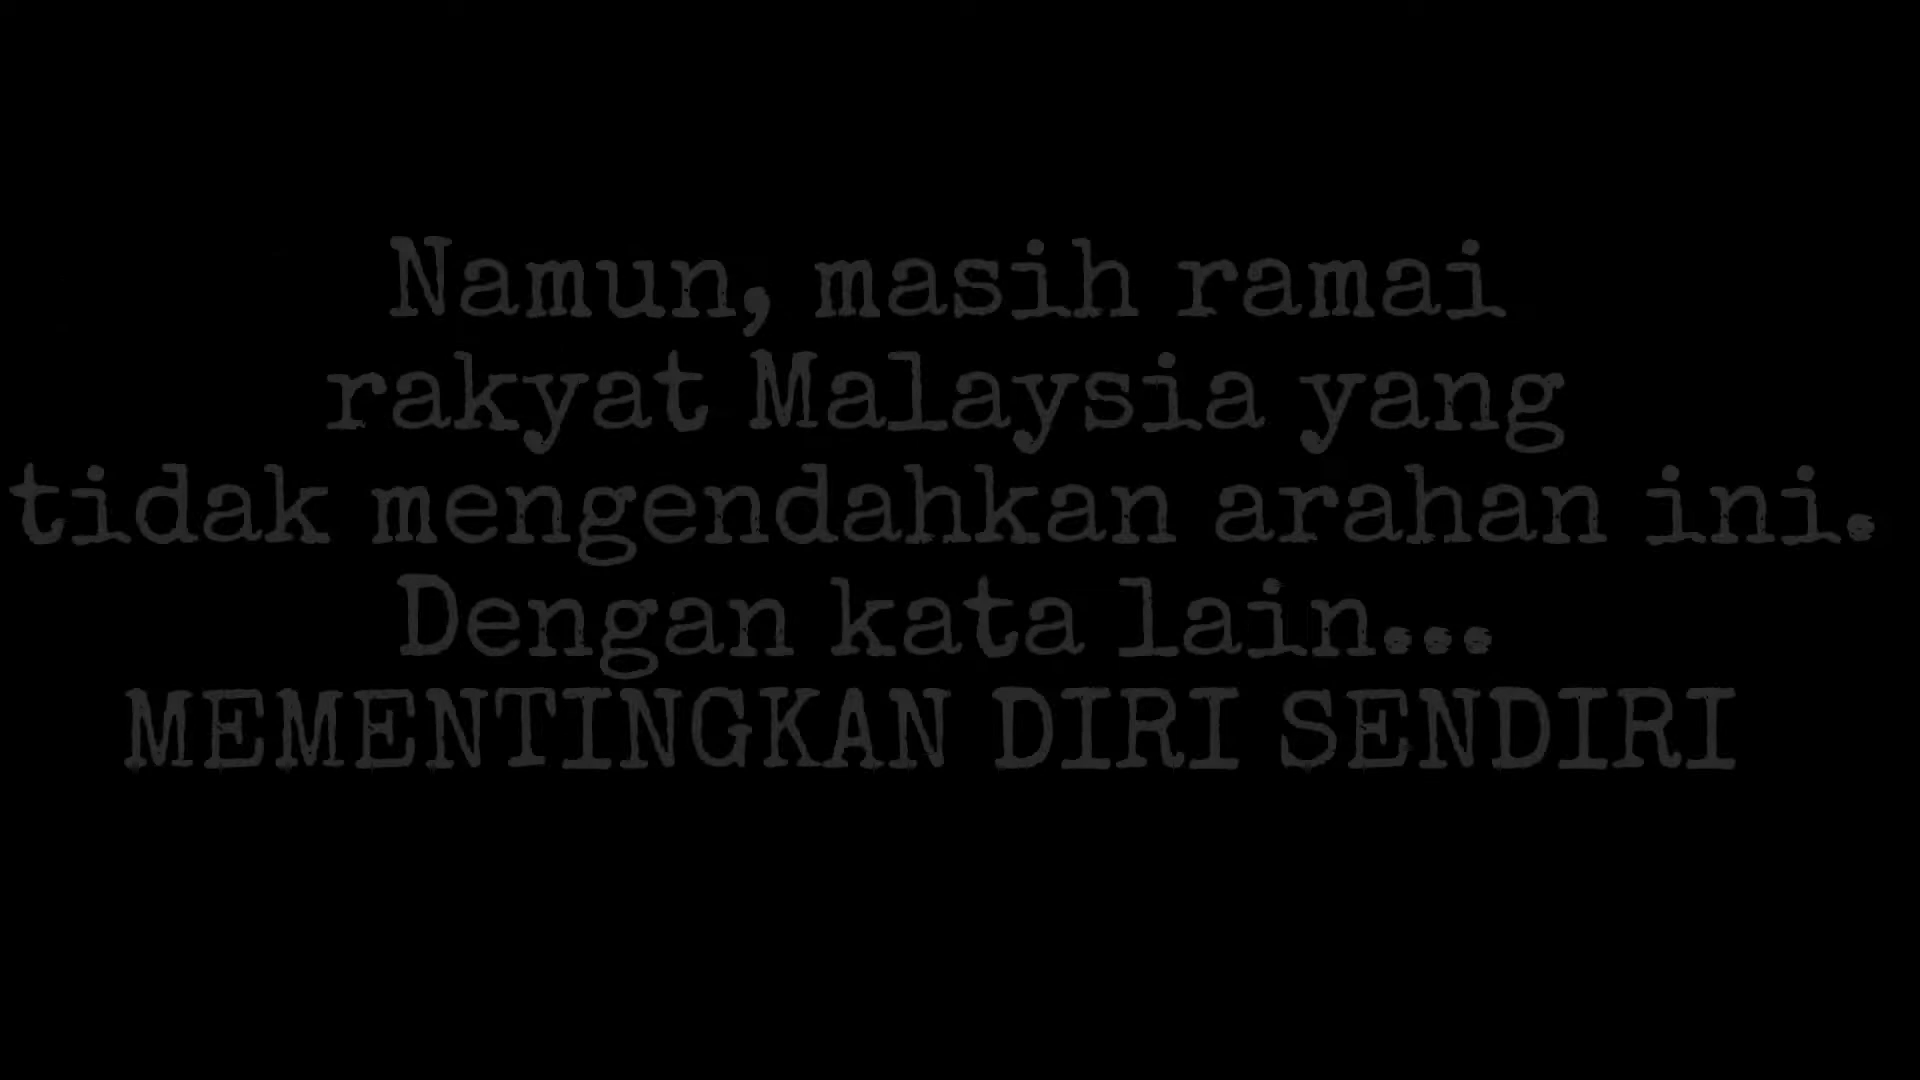 Namun, masih ramai
rakyat Malaysia yang
tidak mengendahkan arahan ini.
Dengan kata lain...
MEMENTINGKAN DIRI SENDIRI